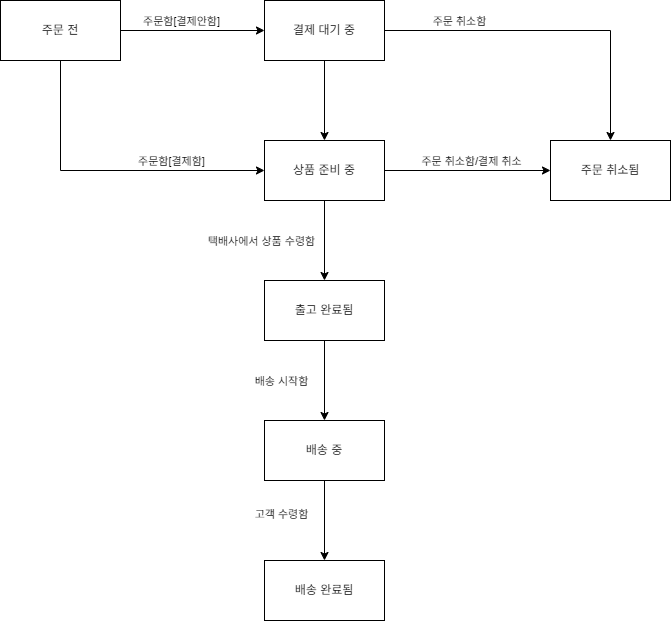 주문 전
주문함[결제안함]
결제 대기 중
주문 취소함
주문함[결제함]
상품 준비 중
주문 취소함/결제 취소
주문 취소됨
택배사에서 상품 수령함
출고 완료됨
배송 시작함
배송 중
고객 수령함
배송 완료됨